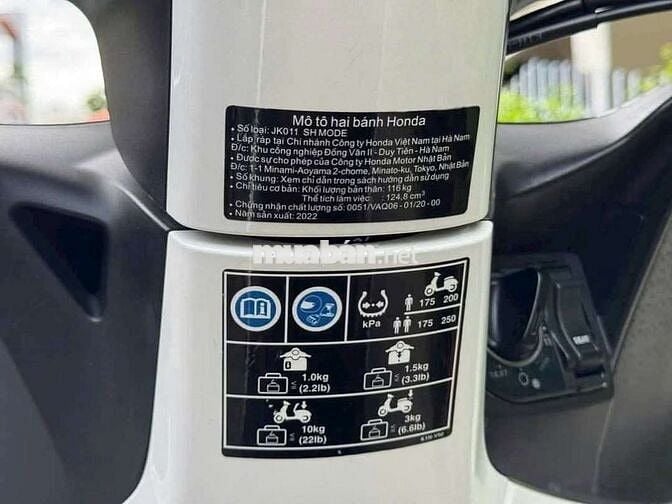 Mô tô hai bánh Honda
• Số loại: JK011 SH MODE
• Lắp ráp tại Chi nhánh Công ty Honda Việt Nam tại Hà Nam
Đ/c: Khu công nghiệp Đồng Văn II - Duy Tiên - Hà Nam
• Được sự cho phép của Công ty Honda Motor Nhật Bản
Đ/c: 1-1 Minami-Aoyama 2-chome, Minato-ku, Tokyo, Nhật Bản
• Số khung: Xem chỉ dẫn trong sách hướng dẫn sử dụng
• Chỉ tiêu cơ bản: Khối lượng bản thân: 116 kg
Thể tích làm việc : 124,8 cm³
• Chứng nhận chất lượng số: 0051/VAQ06 - 01/20 - 00
• Năm sản xuất: 2022
muaban.net
kPa
175 200
175 250
1.0kg
(2.2lb)
1.5kg
(3.3lb)
10kg
(22lb)
3kg
(6.6lb)
SEAT